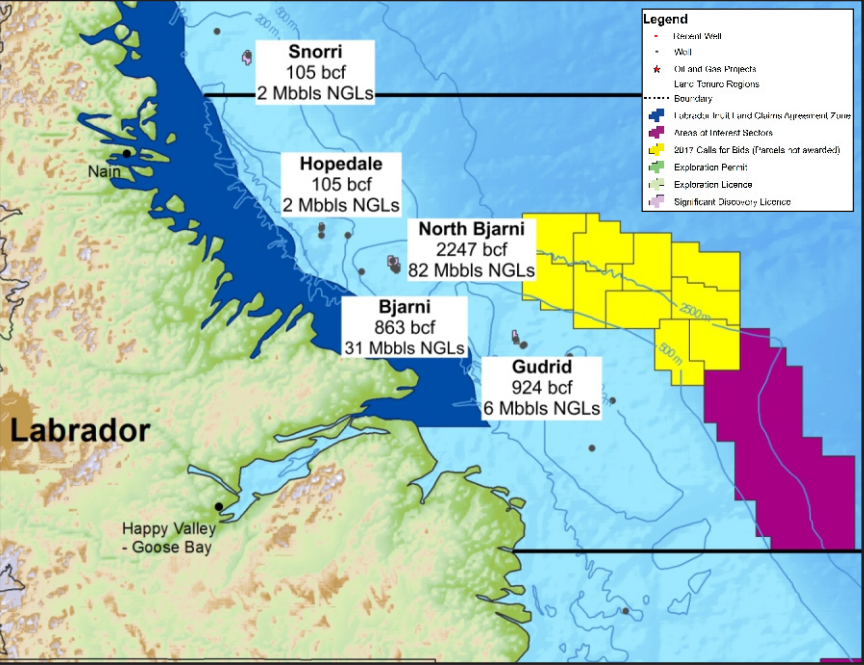 200 m
500 m
Snorri
105 bcf
2 Mbbls NGLs
Legend
Recent Well
Well
Oil and Gas Projects
Land Tenure Regions
Boundary
Labrador Inuit Land Claims Agreement Zone
Areas of Interest Sectors
2017 Calls for Bids (Parcels not awarded)
Exploration Permit
Exploration Licence
Significant Discovery Licence
Nain
Hopedale
105 bcf
2 Mbbls NGLs
North Bjarni
2247 bcf
82 Mbbls NGLs
Bjarni
863 bcf
31 Mbbls NGLs
2500 m
500 m
Gudrid
924 bcf
6 Mbbls NGLs
Labrador
Happy Valley
- Goose Bay